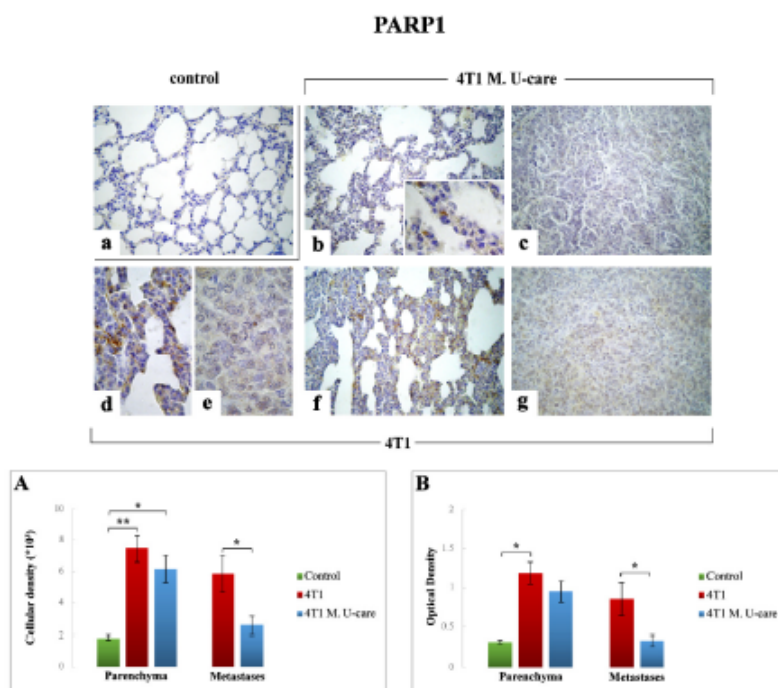 PARP1
control
4T1 M. U-care
a
b
c
d
e
f
g
4T1
A
Cellular density (*10³)
10
8
6
4
2
0
**
*
*
Parenchyma
Metastases
Control
4T1
4T1 M. U-care
B
Optical Density
2
1.5
1
0.5
0
*
*
Parenchyma
Metastases
Control
4T1
4T1 M. U-care